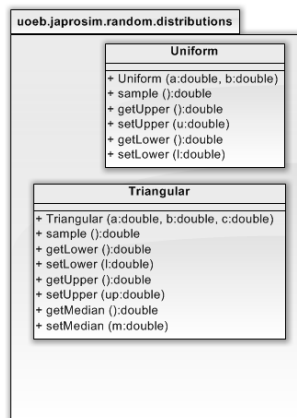 uoeb.japrosim.random.distributions
Uniform
+ Uniform (a:double, b:double)
+ sample ():double
+ getUpper ():double
+ setUpper (u:double)
+ getLower ():double
+ setLower (l:double)
Triangular
+ Triangular (a:double, b:double, c:double)
+ sample ():double
+ getLower ():double
+ setLower (l:double)
+ getUpper ():double
+ setUpper (up:double)
+ getMedian ():double
+ setMedian (m:double)